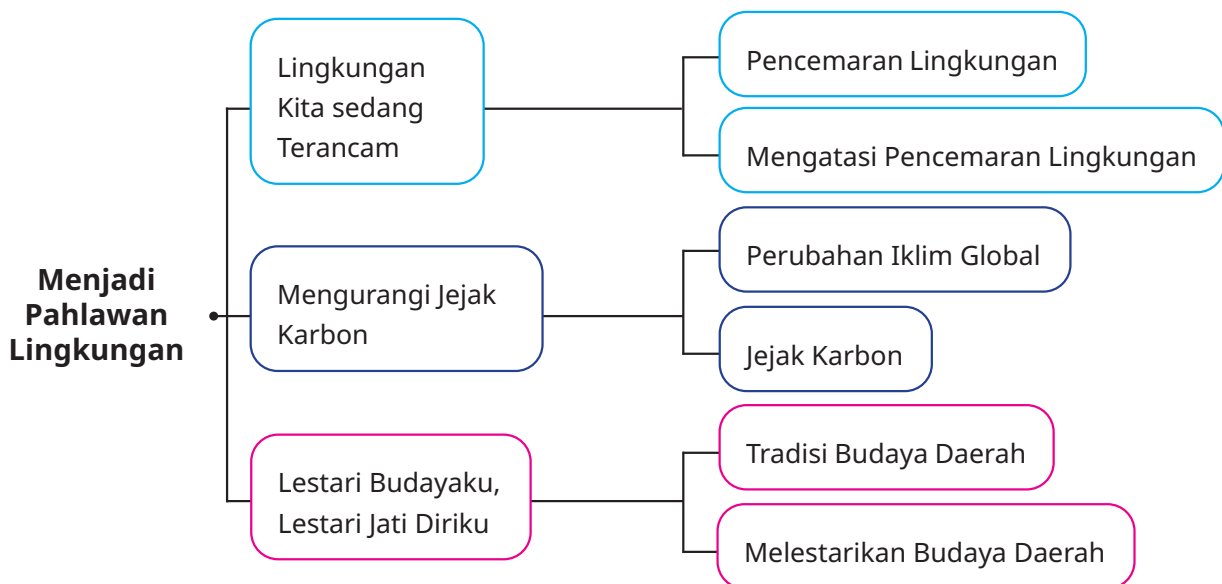 Menjadi
Pahlawan
Lingkungan
Lingkungan
Kita sedang
Terancam
Pencemaran Lingkungan
Mengatasi Pencemaran Lingkungan
Mengurangi Jejak
Karbon
Perubahan Iklim Global
Jejak Karbon
Lestari Budayaku,
Lestari Jati Diriku
Tradisi Budaya Daerah
Melestarikan Budaya Daerah